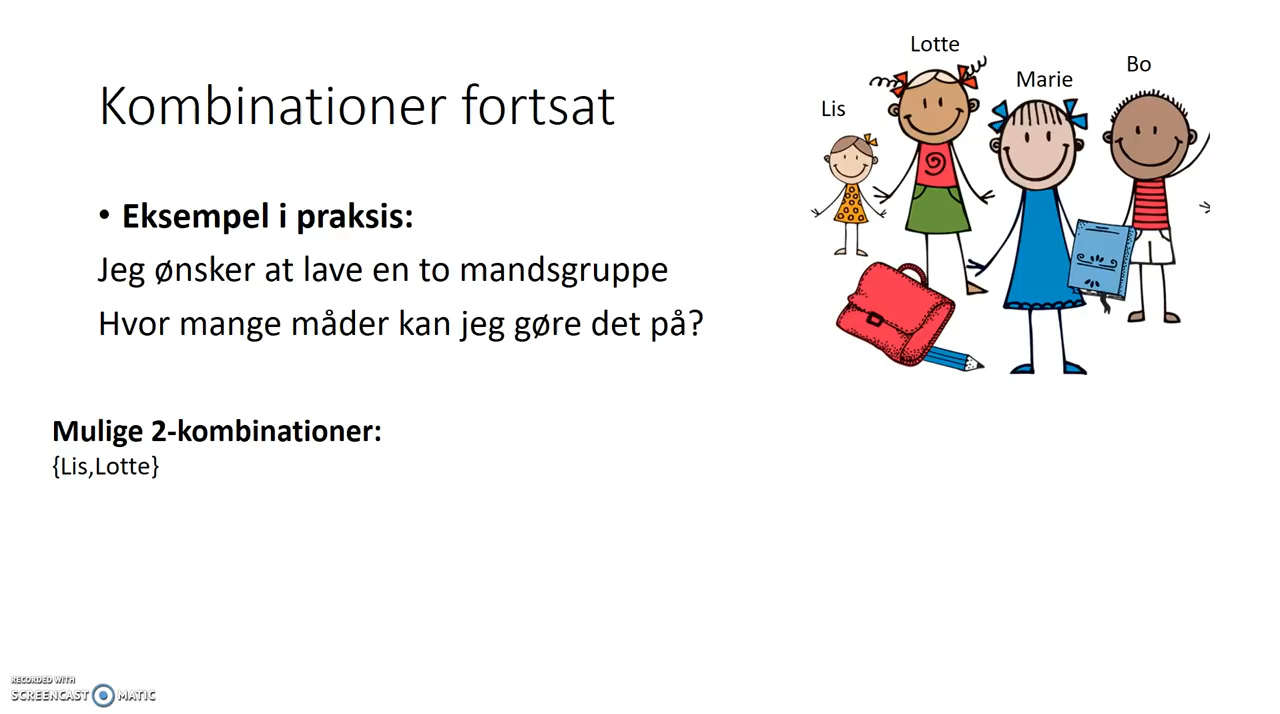 Kombinationer fortsat
• Eksempel i praksis:
Jeg ønsker at lave en to mandsgruppe
Hvor mange måder kan jeg gøre det på?
Mulige 2-kombinationer:
{Lis,Lotte}
Lis
Lotte
Marie
Bo
RECORDED WITH
SCREENCAST MATIC